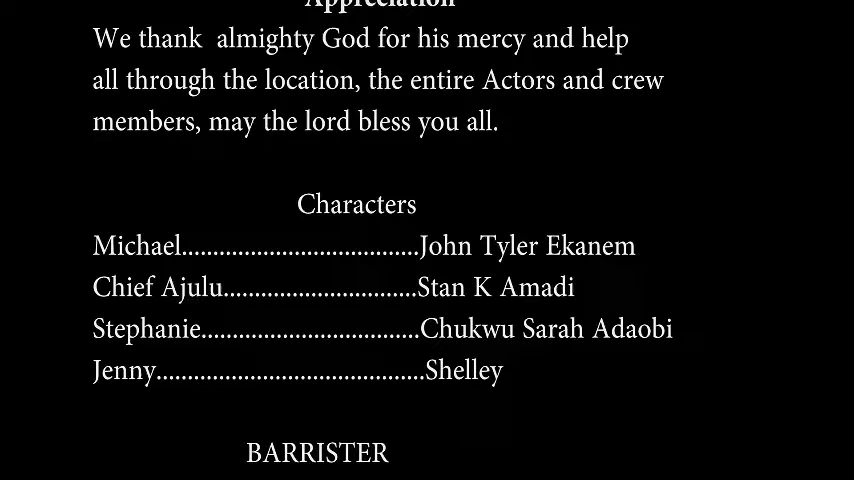 Appreciation
We thank  almighty God for his mercy and help
all through the location, the entire Actors and crew
members, may the lord bless you all.
Characters
Michael......................................John Tyler Ekanem
Chief Ajulu...............................Stan K Amadi
Stephanie...................................Chukwu Sarah Adaobi
Jenny...........................................Shelley
BARRISTER